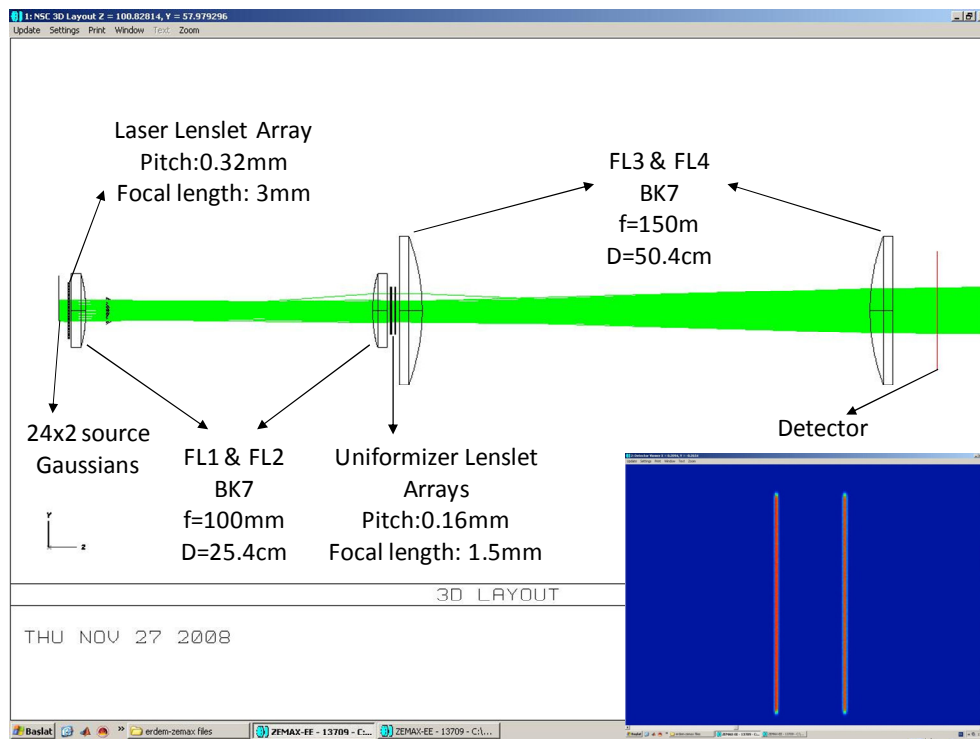 1: NSC 3D Layout Z = 100.82814, Y = 57.979296
Update Settings Print Window Text Zoom
Laser Lenslet Array
Pitch:0.32mm
Focal length: 3mm
FL3 & FL4
BK7
f=150m
D=50.4cm
24x2 source
Gaussians
FL1 & FL2
BK7
f=100mm
D=25.4cm
Uniformizer Lenslet
Arrays
Pitch:0.16mm
Focal length: 1.5mm
Detector
Y
Z
3D LAYOUT
THU NOV 27 2008
Baslat
erdem-zemax files
ZEMAX-EE - 13709 - C:...
ZEMAX-EE - 13709 - C:\...